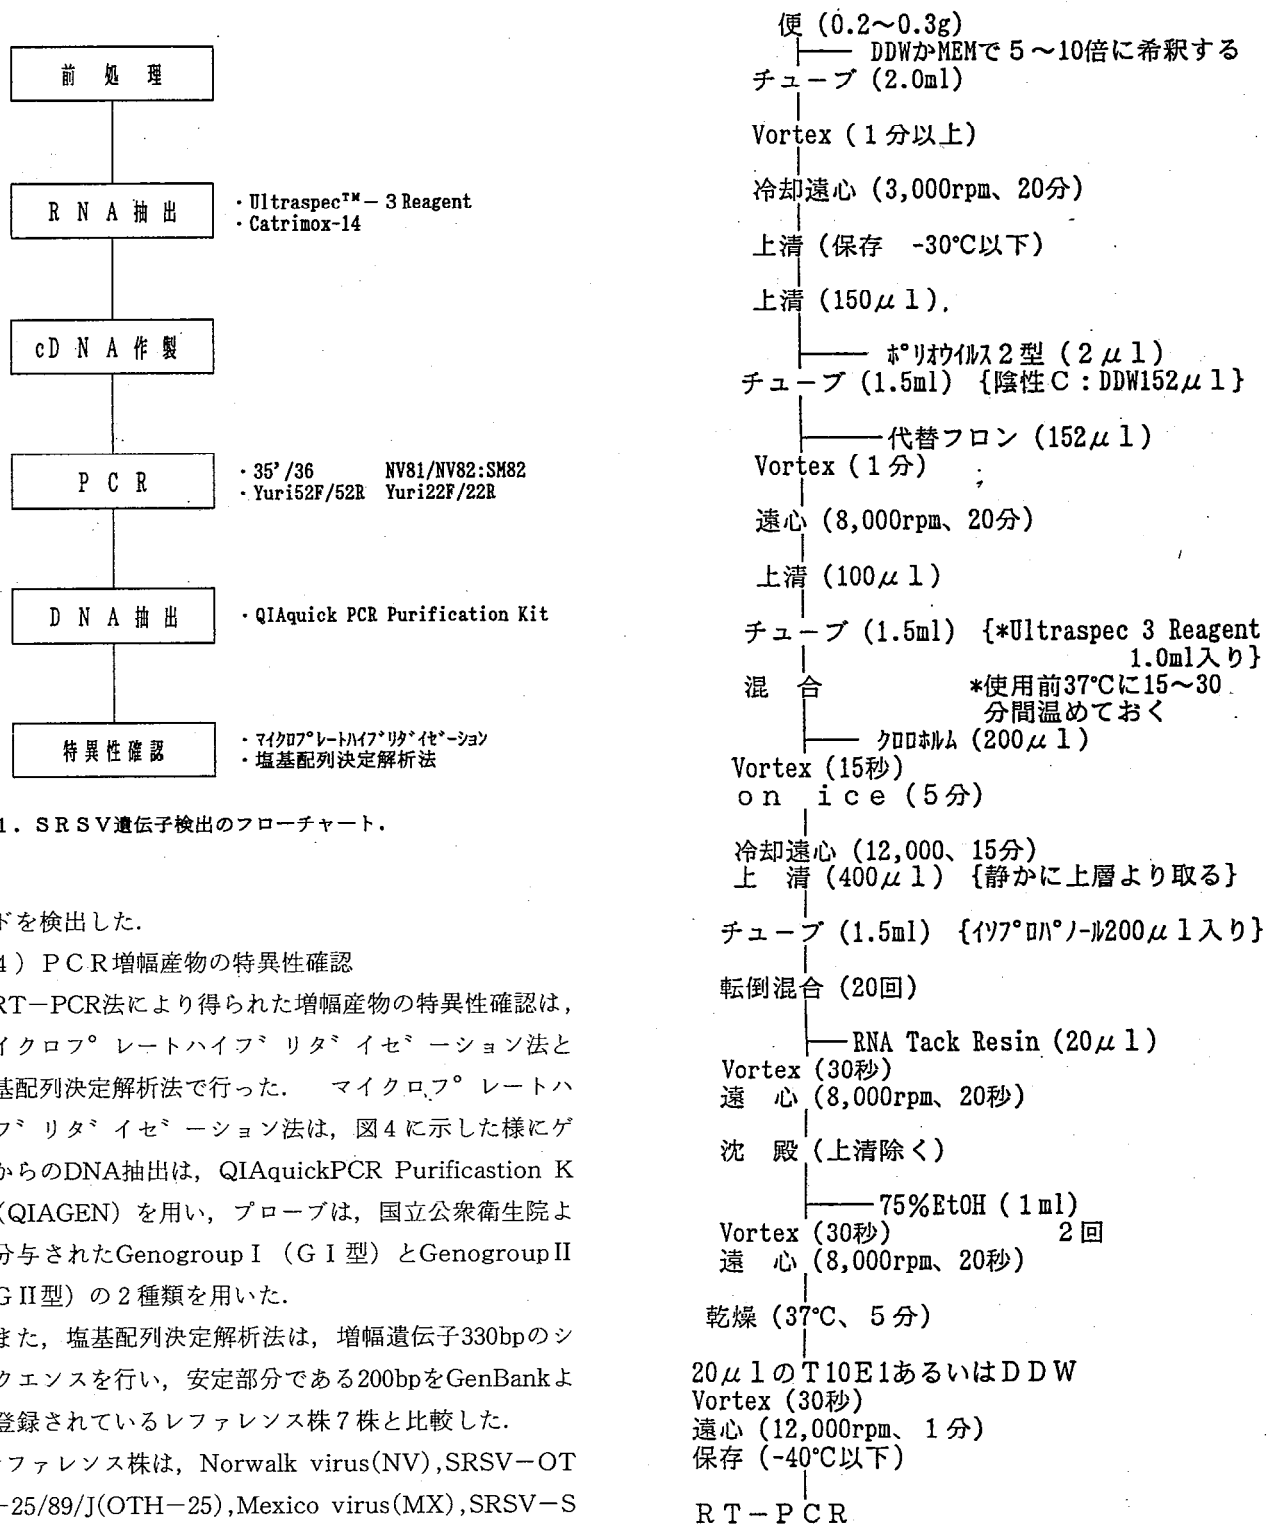 前処理
RNA抽出
・Ultraspec™－3 Reagent
・Catrimox-14
cDNA作製
PCR
・35'/36 NV81/NV82:SM82
・Yuri52F/52R Yuri22F/22R
DNA抽出
・QIAquick PCR Purification Kit
特異性確認
・ﾏｲｸﾛﾌﾟﾚｰﾄﾊｲﾌﾞﾘﾀﾞｲｾﾞｰｼｮﾝ
・塩基配列決定解析法
1．SRSV遺伝子検出のフローチャート．
ドを検出した．
4）PCR増幅産物の特異性確認
RT－PCR法により得られた増幅産物の特異性確認は，
イクロフ゜レートハイフ゛リタ゛イセ゛ーション法と
基配列決定解析法で行った． マイクロフ゜レートハ
フ゛リタ゛イセ゛ーション法は，図4に示した様にゲ
からのDNA抽出は，QIAquickPCR Purificastion K
（QIAGEN）を用い，プローブは，国立公衆衛生院よ
分与されたGenogroup I （G I 型）とGenogroup II
G II型）の2種類を用いた．
また，塩基配列決定解析法は，増幅遺伝子330bpのシ
クエンスを行い，安定部分である200bpをGenBankよ
登録されているレファレンス株7株と比較した．
ファレンス株は，Norwalk virus(NV),SRSV－OT
－25/89/J(OTH－25),Mexico virus(MX),SRSV－S
便（0.2～0.3g）
DDWかMEMで5～10倍に希釈する
チューブ（2.0ml）
Vortex（1分以上）
冷却遠心（3,000rpm、20分）
上清（保存 -30℃以下）
上清（150μl）
ﾎﾟﾘｵｳｲﾙｽ2型（2μl）
チューブ（1.5ml） {陰性C：DDW152μl}
代替フロン（152μl）
Vortex（1分）
遠心（8,000rpm、20分）
上清（100μl）
チューブ（1.5ml） {*Ultraspec 3 Reagent
1.0ml入り}
混合 *使用前37℃に15～30
分間温めておく
ｸﾛﾛﾎﾙﾑ（200μl）
Vortex（15秒）
on ice（5分）
冷却遠心（12,000、15分）
上清（400μl） {静かに上層より取る}
チューブ（1.5ml） {ｲｿﾌﾟﾛﾊﾟﾉｰﾙ200μl入り}
転倒混合（20回）
RNA Tack Resin（20μl）
Vortex（30秒）
遠心（8,000rpm、20秒）
沈殿（上清除く）
75%EtOH（1ml）
Vortex（30秒） 2回
遠心（8,000rpm、20秒）
乾燥（37℃、5分）
20μlのT10E1あるいはDDW
Vortex（30秒）
遠心（12,000rpm、1分）
保存（-40℃以下）
RT－PCR